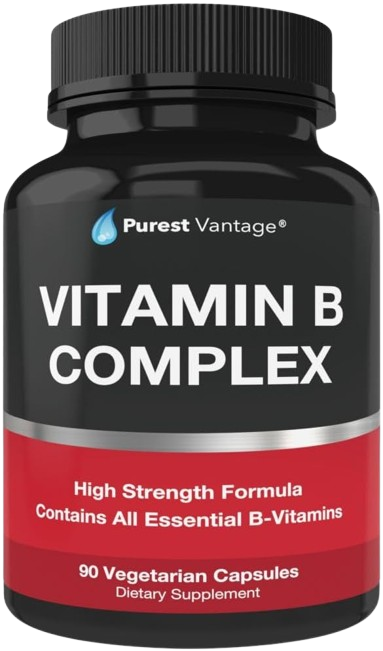 Purest Vantage®
VITAMIN B
COMPLEX
High Strength Formula
Contains All Essential B-Vitamins
90 Vegetarian Capsules
Dietary Supplement